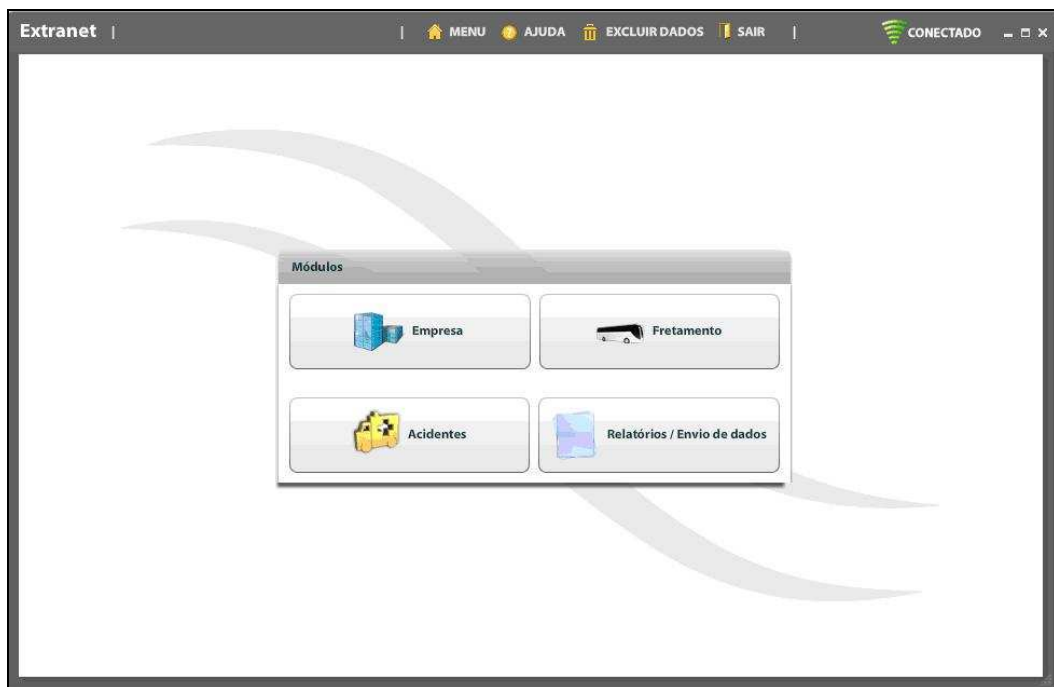 Extranet | | MENU AJUDA EXCLUIR DADOS SAIR | CONECTADO
Módulos
Empresa Fretamento
Acidentes Relatórios / Envio de dados